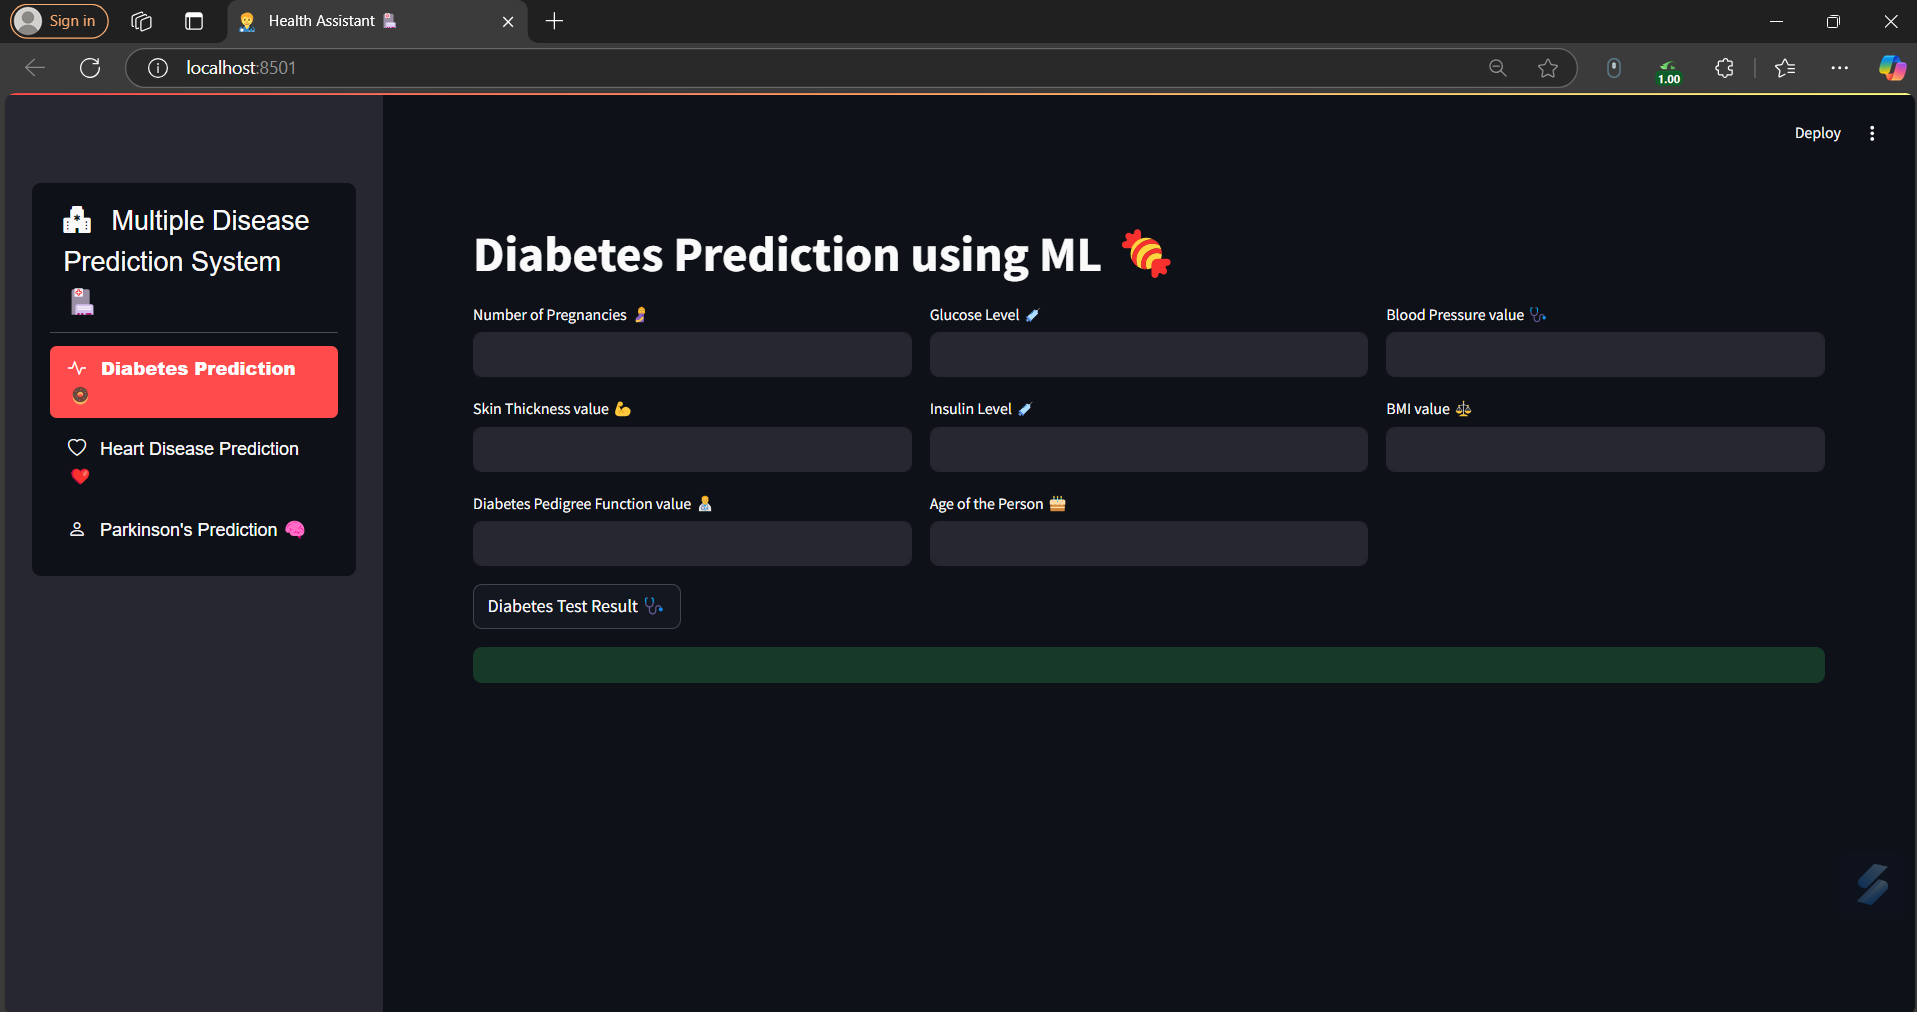 Sign in
Health Assistant
localhost:8501
1.00
Deploy
Multiple Disease
Prediction System
Diabetes Prediction
Heart Disease Prediction
Parkinson's Prediction
Diabetes Prediction using ML
Number of Pregnancies
Glucose Level
Blood Pressure value
Skin Thickness value
Insulin Level
BMI value
Diabetes Pedigree Function value
Age of the Person
Diabetes Test Result